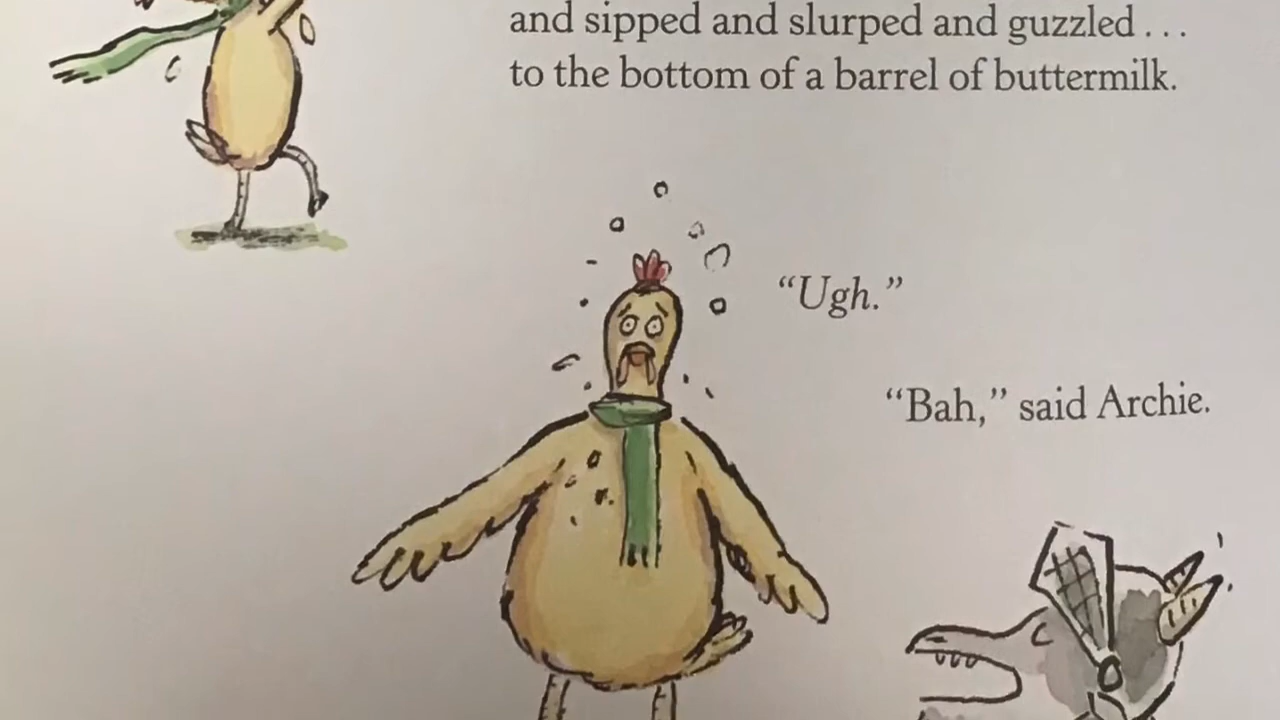 and sipped and slurped and guzzled . . .
to the bottom of a barrel of buttermilk.
“Ugh.”
“Bah,” said Archie.